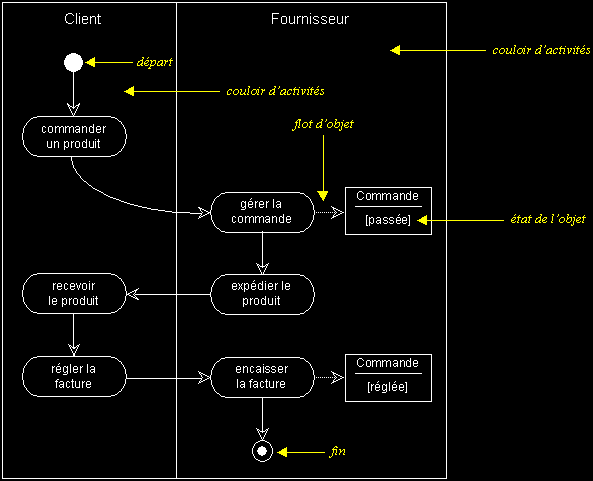 Client
Fournisseur
couloir d'activités
départ
couloir d'activités
commander
un produit
flot d'objet
gérer la
commande
Commande
[passée]
état de l'objet
recevoir
le produit
expédier le
produit
régler la
facture
encaisser
la facture
Commande
[réglée]
fin